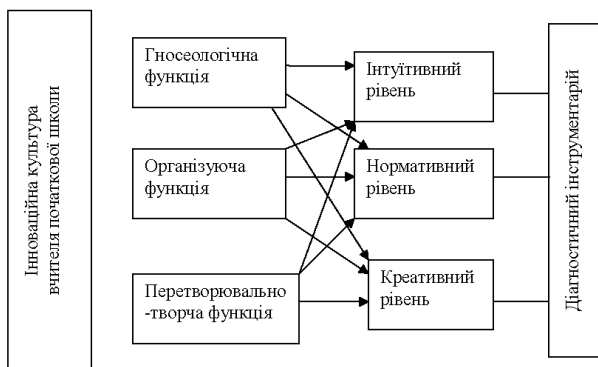 Інноваційна культура
вчителя початкової школи
Гносеологічна
функція
Організуюча
функція
Перетворювально
-творча функція
Інтуїтивний
рівень
Нормативний
рівень
Креативний
рівень
Діагностичний інструментарій